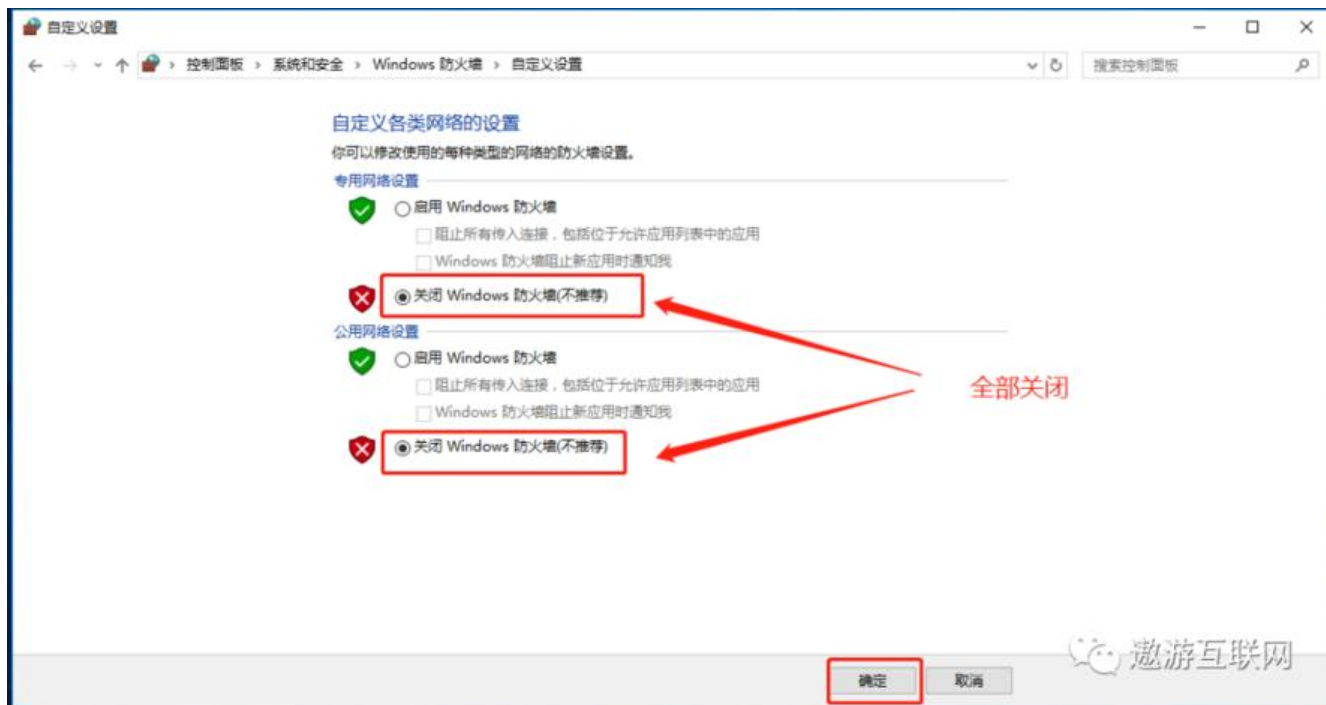 自定义设置
控制面板 › 系统和安全 › Windows 防火墙 › 自定义设置
搜索控制面板
自定义各类网络的设置
你可以修改使用的每种类型的网络的防火墙设置。
专用网络设置
启用 Windows 防火墙
阻止所有传入连接，包括位于允许应用列表中的应用
Windows 防火墙阻止新应用时通知我
关闭 Windows 防火墙(不推荐)
公用网络设置
启用 Windows 防火墙
阻止所有传入连接，包括位于允许应用列表中的应用
Windows 防火墙阻止新应用时通知我
全部关闭
关闭 Windows 防火墙(不推荐)
遨游互联网
确定
取消